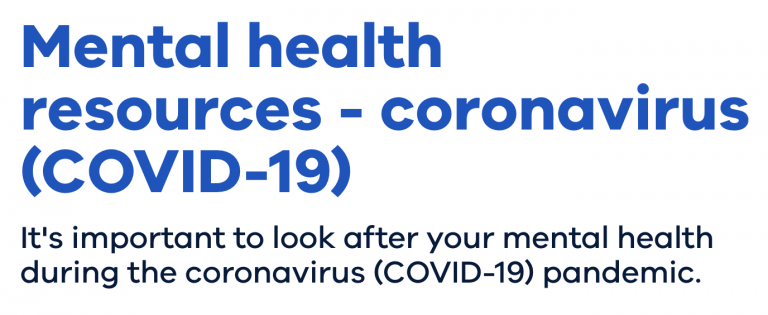 Mental health
resources - coronavirus
(COVID-19)
It's important to look after your mental health
during the coronavirus (COVID-19) pandemic.